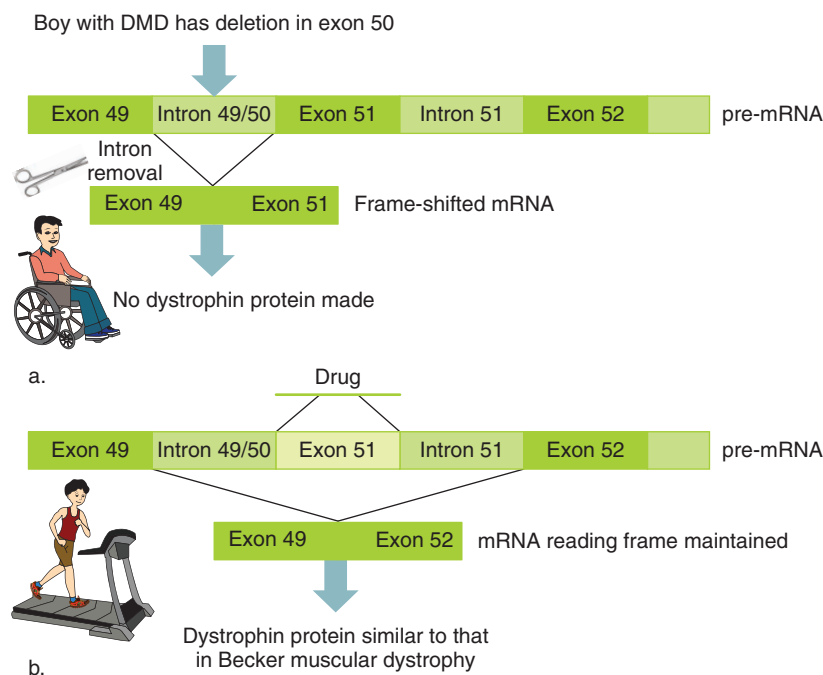 Boy with DMD has deletion in exon 50
Exon 49 Intron 49/50 Exon 51 Intron 51 Exon 52 pre-mRNA
Intron
removal
Exon 49 Exon 51 Frame-shifted mRNA
No dystrophin protein made
a.
Drug
Exon 49 Intron 49/50 Exon 51 Intron 51 Exon 52 pre-mRNA
Exon 49 Exon 52 mRNA reading frame maintained
Dystrophin protein similar to that
in Becker muscular dystrophy
b.